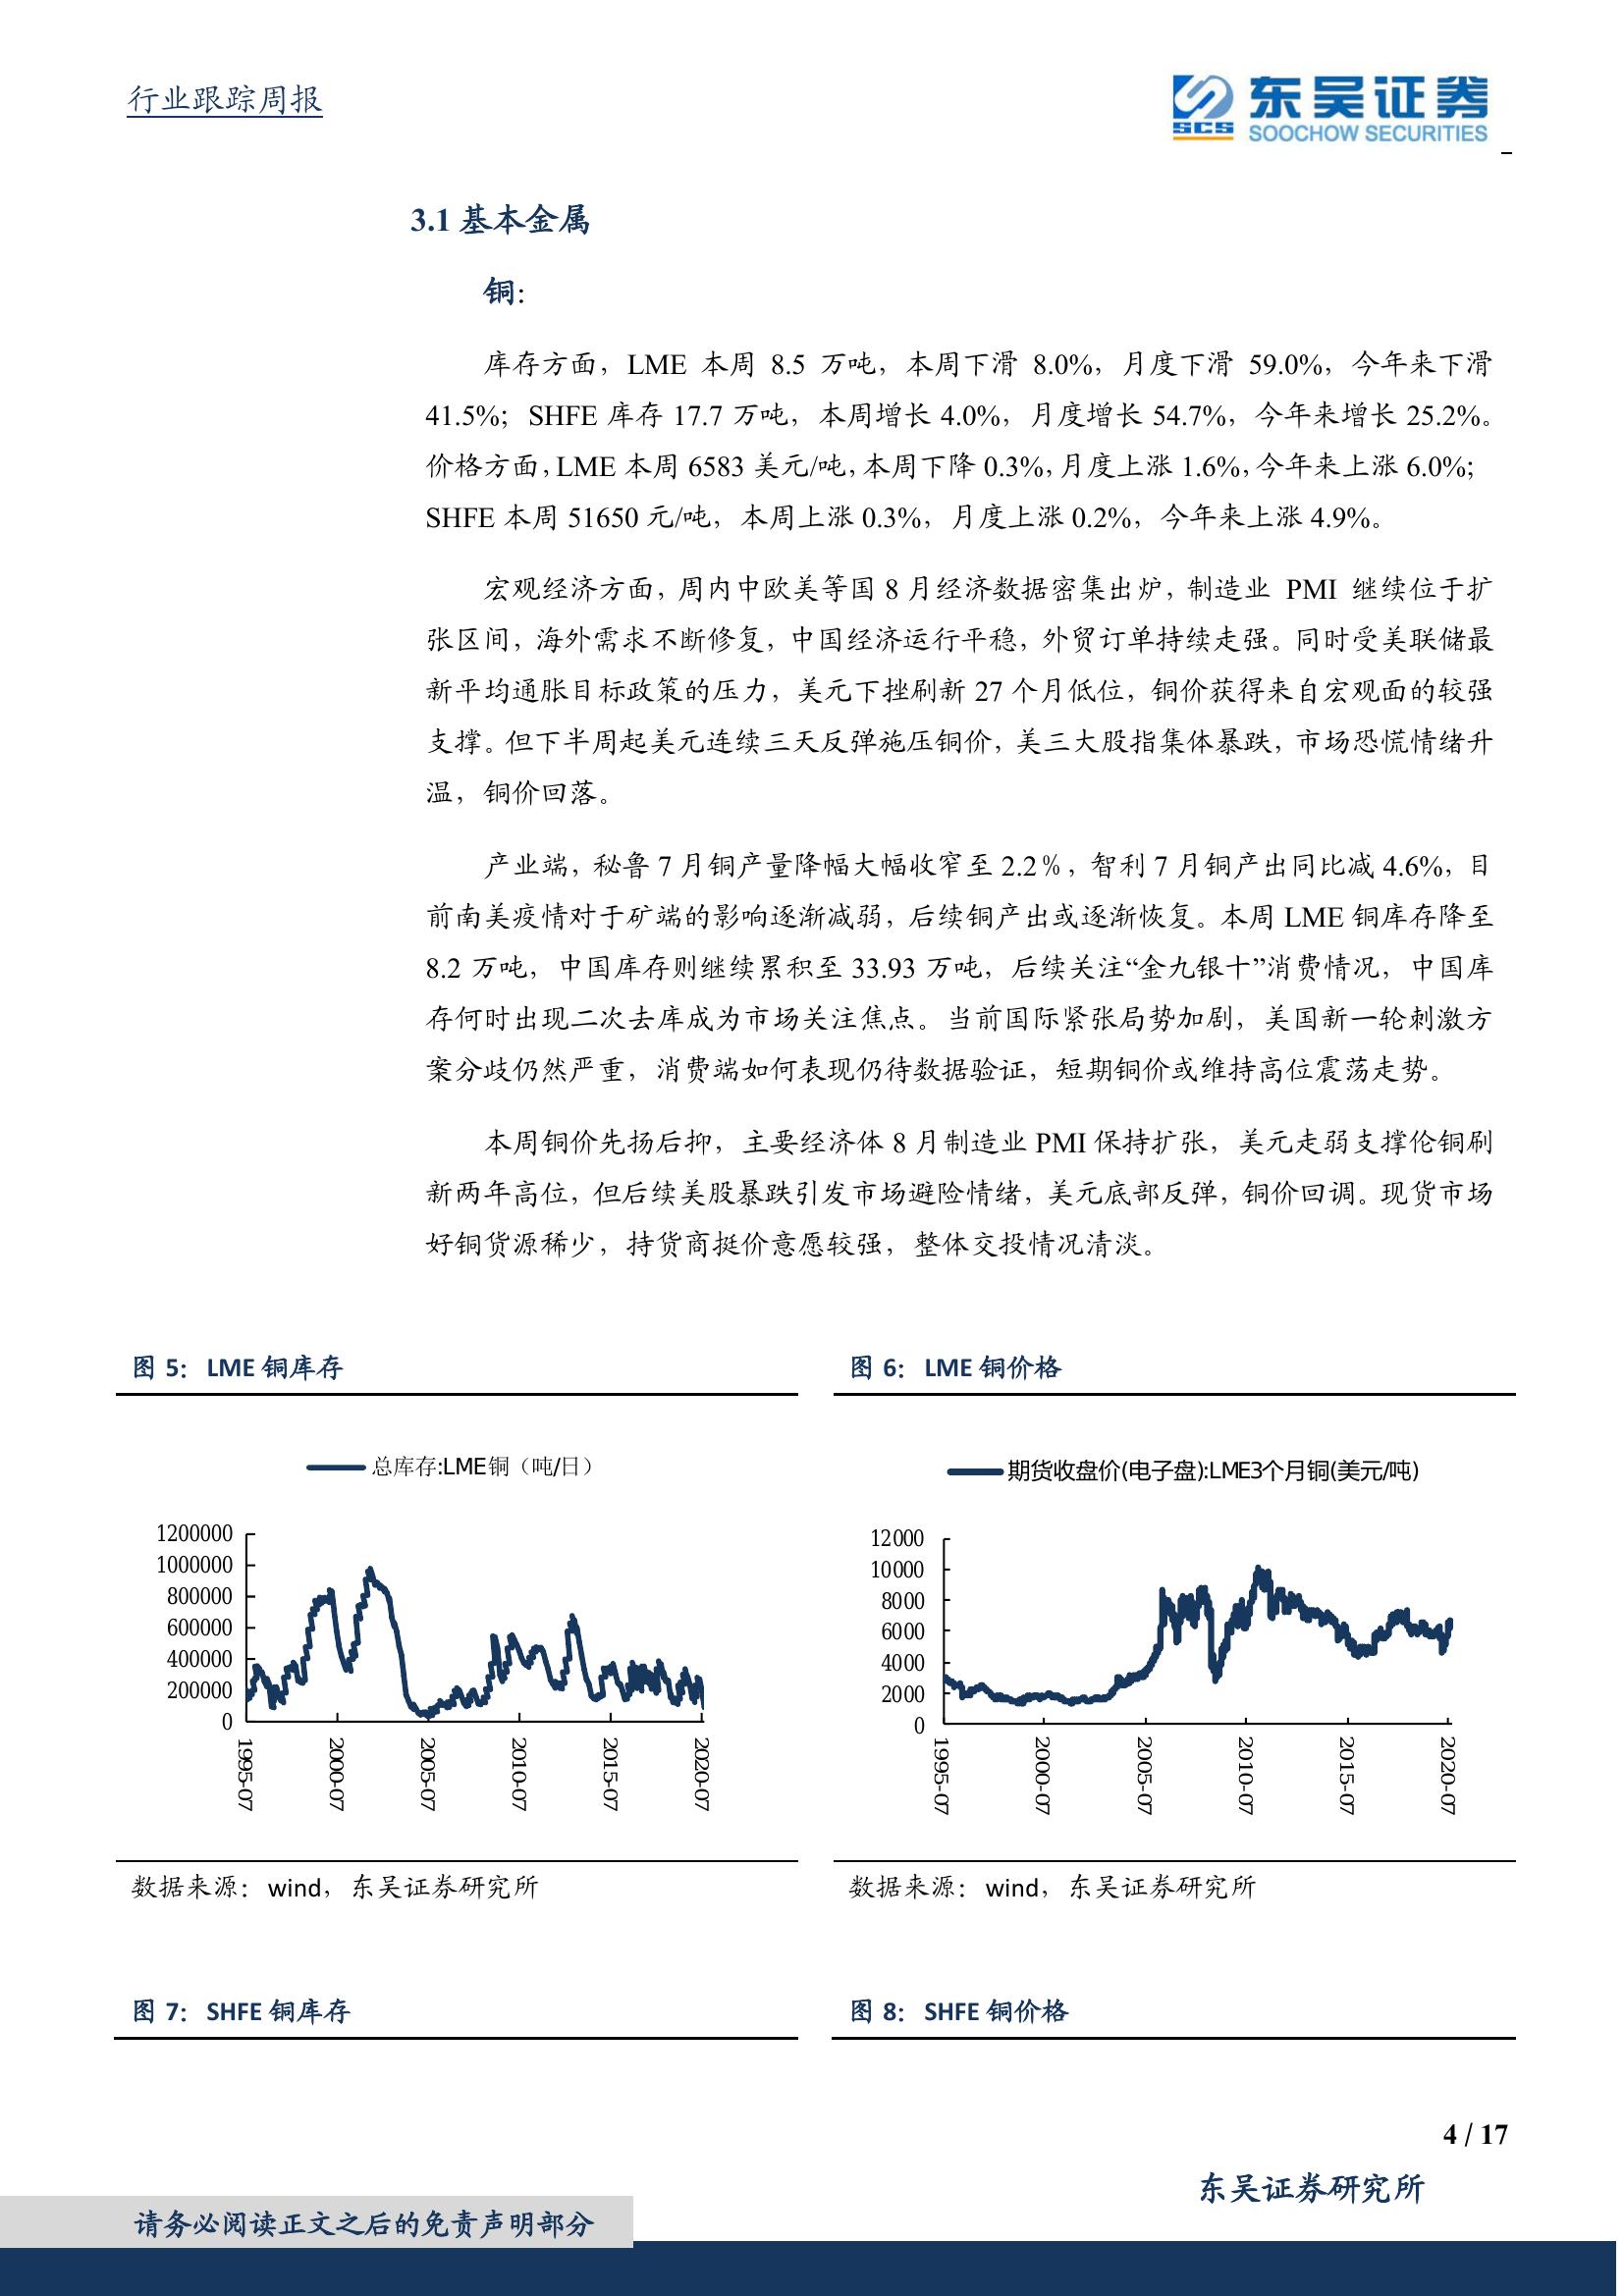 行业跟踪周报
SCS
东吴证券
SOOCHOW SECURITIES
3.1 基本金属
铜：
库存方面，LME 本周 8.5 万吨，本周下滑 8.0%，月度下滑 59.0%，今年来下滑
41.5%；SHFE 库存 17.7 万吨，本周增长 4.0%，月度增长 54.7%，今年来增长 25.2%。
价格方面，LME 本周 6583 美元/吨，本周下降 0.3%，月度上涨 1.6%，今年来上涨 6.0%；
SHFE 本周 51650 元/吨，本周上涨 0.3%，月度上涨 0.2%，今年来上涨 4.9%。
宏观经济方面，周内中欧美等国 8 月经济数据密集出炉，制造业 PMI 继续位于扩
张区间，海外需求不断修复，中国经济运行平稳，外贸订单持续走强。同时受美联储最
新平均通胀目标政策的压力，美元下挫刷新 27 个月低位，铜价获得来自宏观面的较强
支撑。但下半周起美元连续三天反弹施压铜价，美三大股指集体暴跌，市场恐慌情绪升
温，铜价回落。
产业端，秘鲁 7 月铜产量降幅大幅收窄至 2.2%，智利 7 月铜产出同比减 4.6%，目
前南美疫情对于矿端的影响逐渐减弱，后续铜产出或逐渐恢复。本周 LME 铜库存降至
8.2 万吨，中国库存则继续累积至 33.93 万吨，后续关注“金九银十”消费情况，中国库
存何时出现二次去库成为市场关注焦点。当前国际紧张局势加剧，美国新一轮刺激方
案分歧仍然严重，消费端如何表现仍待数据验证，短期铜价或维持高位震荡走势。
本周铜价先扬后抑，主要经济体 8 月制造业 PMI 保持扩张，美元走弱支撑伦铜刷
新两年高位，但后续美股暴跌引发市场避险情绪，美元底部反弹，铜价回调。现货市场
好铜货源稀少，持货商挺价意愿较强，整体交投情况清淡。
图 5：LME 铜库存
总库存:LME铜（吨/日）
1200000
1000000
800000
600000
400000
200000
0
1995-07
2000-07
2005-07
2010-07
2015-07
2020-07
数据来源：wind，东吴证券研究所
图 6：LME 铜价格
期货收盘价(电子盘):LME3个月铜(美元/吨)
12000
10000
8000
6000
4000
2000
0
1995-07
2000-07
2005-07
2010-07
2015-07
2020-07
数据来源：wind，东吴证券研究所
图 7：SHFE 铜库存
图 8：SHFE 铜价格
4 / 17
东吴证券研究所
请务必阅读正文之后的免责声明部分